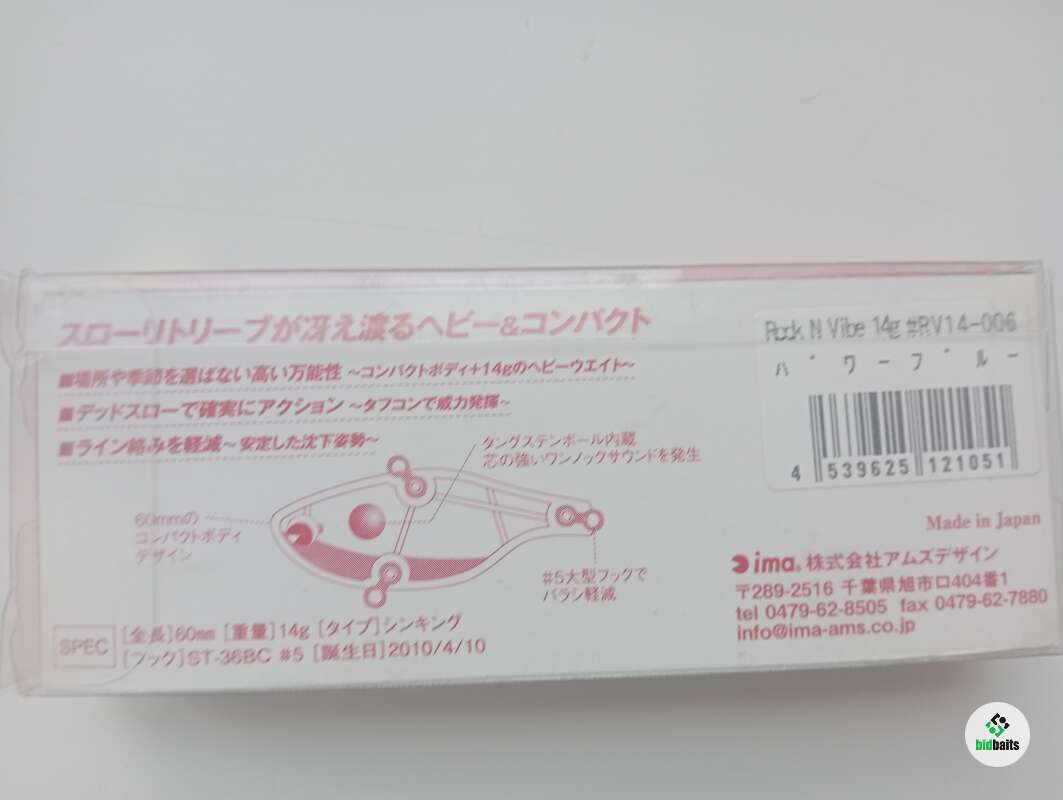 スローリトリーブが冴え渡るヘビー&コンパクト
■場所や季節を選ばない高い万能性 ～コンパクトボディ+14gのヘビーウエイト～
■デッドスローで確実にアクション ～タフコンで威力発揮～
■ライン絡みを軽減～安定した沈下姿勢～
タングステンボール内蔵
芯の強いワンノックサウンドを発生
60mmの
コンパクトボディ
デザイン
#5大型フックで
バラシ軽減
SPEC
[全長]60mm [重量]14g [タイプ]シンキング
[フック]ST-36BC #5 [誕生日]2010/4/10
Rock N Vibe 14g #RV14-006
ハ゜ワーフ゛ルー
4 539625 121051
Made in Japan
ima® 株式会社アムズデザイン
〒289-2516 千葉県旭市ロ404番1
tel 0479-62-8505 fax 0479-62-7880
info@ima-ams.co.jp
bidbaits